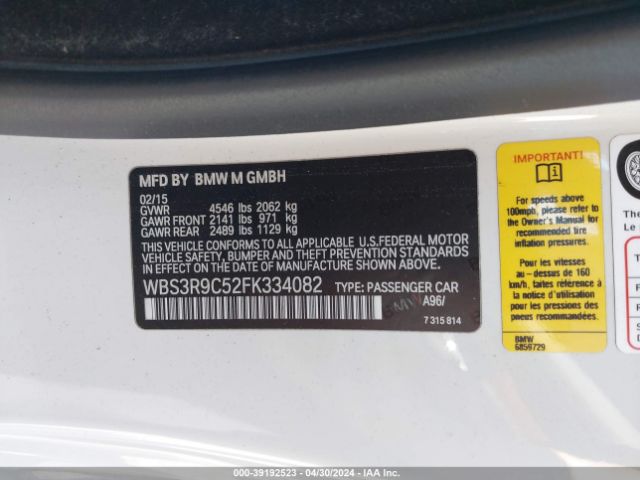 MFD BY BMW M GMBH
02/15
GVWR 4546 lbs 2062 kg
GAWR FRONT 2141 lbs 971 kg
GAWR REAR 2489 lbs 1129 kg
THIS VEHICLE CONFORMS TO ALL APPLICABLE U.S.FEDERAL MOTOR
VEHICLE SAFETY, BUMPER, AND THEFT PREVENTION STANDARDS
IN EFFECT ON THE DATE OF MANUFACTURE SHOWN ABOVE.
WBS3R9C52FK334082 TYPE: PASSENGER CAR
A96/
BMW
7 315 814
IMPORTANT!
For speeds above
100mph, please refer to
the Owner's Manual for
recommended tire
inflation pressures.
Pour les vitesses
au - dessus de 160
km/h, faites référence à
la notice d'utilisation
pour les pressions des
pneus recommandées.
BMW
6859729
The
Le
000-39192523 - 04/30/2024 - IAA Inc.